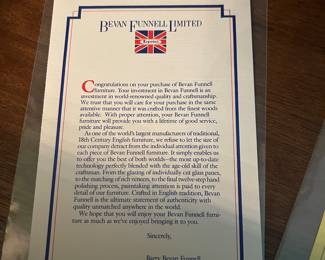 BEVAN FUNNELL LIMITED
Congratulations on your purchase of Bevan Funnell
furniture. Your investment in Bevan Funnell is an
investment in world-renowned quality and craftsmanship.
We trust that you will care for your purchase in the same
attentive manner that it was crafted from the finest woods
available. With proper attention, your Bevan Funnell
furniture will provide you with a lifetime of good service,
pride and pleasure.
As one of the world's largest manufacturers of traditional,
18th Century English furniture, we refuse to let the size of
our company detract from the individual attention given to
each piece of Bevan Funnell furniture. It simply enables us
to offer you the best of both worlds—the most up-to-date
technology perfectly blended with the age-old skill of the
craftsman. From the glazing of individually cut glass panes,
to the matching of rich veneers, to the final twelve-step hand
polishing process, painstaking attention is paid to every
detail of our furniture. Crafted in English tradition, Bevan
Funnell is the ultimate statement of authenticity with
quality unmatched anywhere in the world.
We hope that you will enjoy your Bevan Funnell furni-
ture as much as we've enjoyed bringing it to you.
Sincerely,
Barry Bevan Funnell